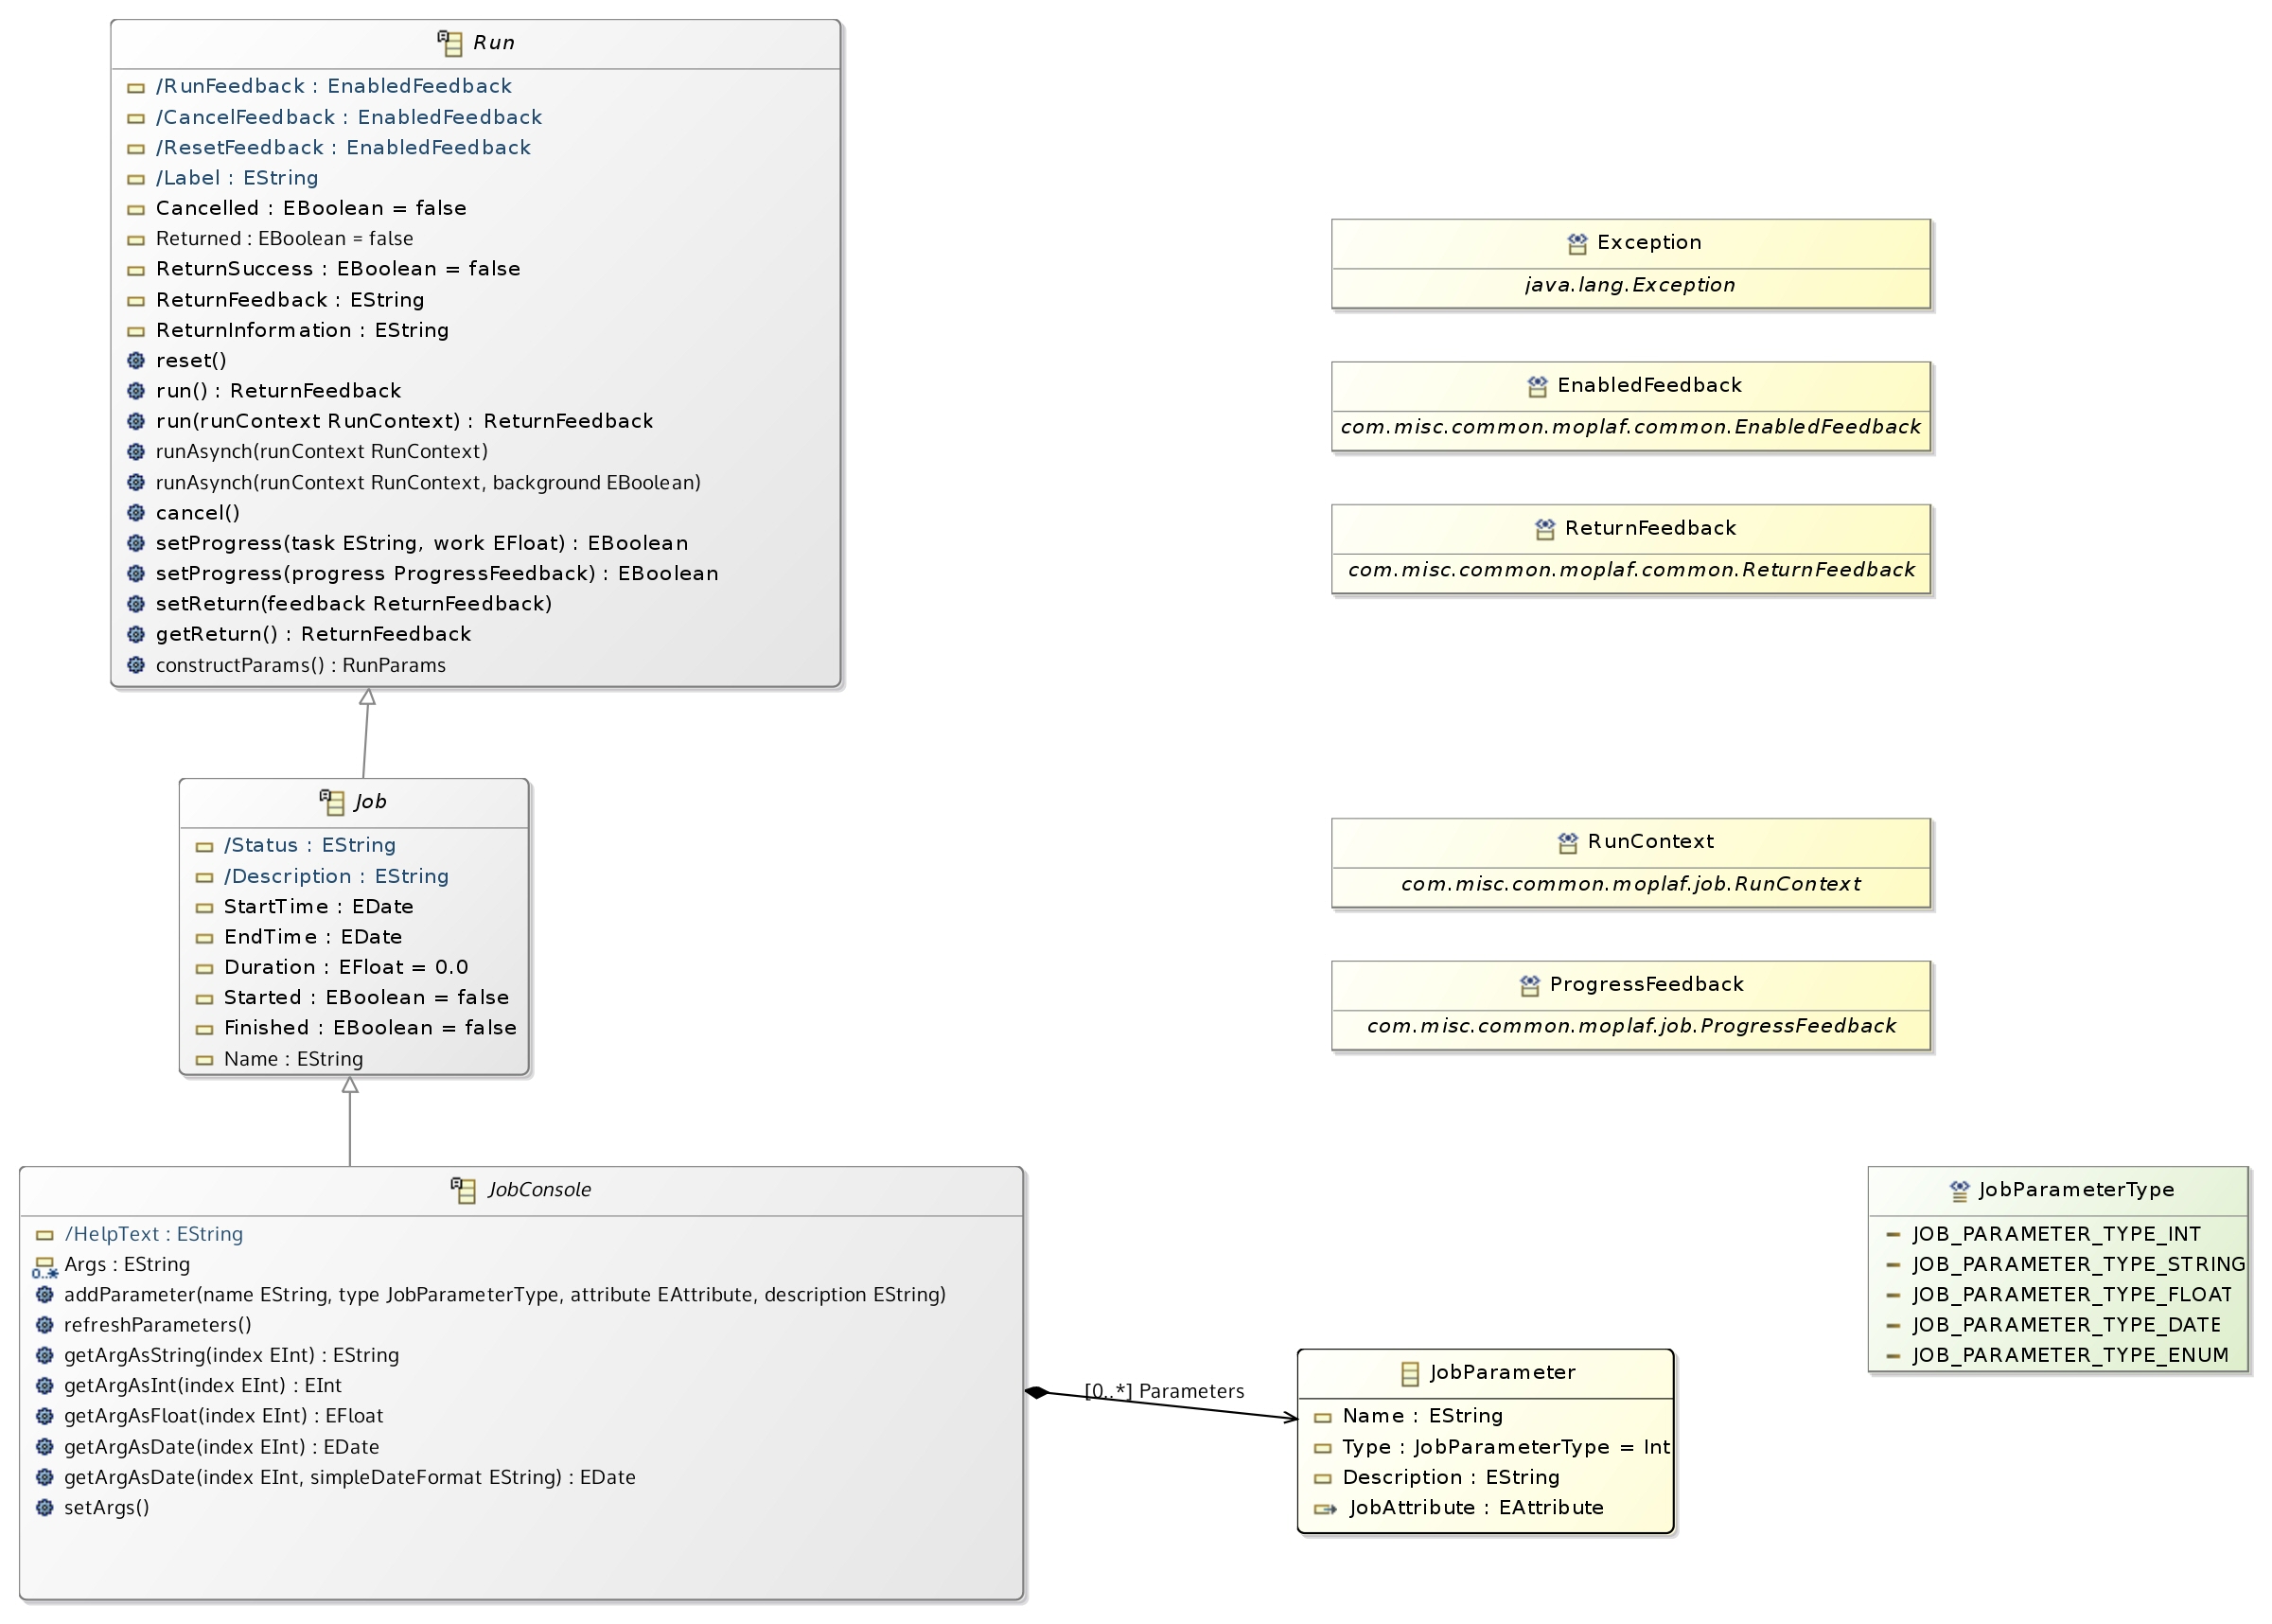 Run
/RunFeedback : EnabledFeedback
/CancelFeedback : EnabledFeedback
/ResetFeedback : EnabledFeedback
/Label : EString
Cancelled : EBoolean = false
Returned : EBoolean = false
ReturnSuccess : EBoolean = false
ReturnFeedback : EString
ReturnInformation : EString
reset()
run() : ReturnFeedback
run(runContext RunContext) : ReturnFeedback
runAsynch(runContext RunContext)
runAsynch(runContext RunContext, background EBoolean)
cancel()
setProgress(task EString, work EFloat) : EBoolean
setProgress(progress ProgressFeedback) : EBoolean
setReturn(feedback ReturnFeedback)
getReturn() : ReturnFeedback
constructParams() : RunParams
Exception
java.lang.Exception
EnabledFeedback
com.misc.common.moplaf.common.EnabledFeedback
ReturnFeedback
com.misc.common.moplaf.common.ReturnFeedback
Job
/Status : EString
/Description : EString
StartTime : EDate
EndTime : EDate
Duration : EFloat = 0.0
Started : EBoolean = false
Finished : EBoolean = false
Name : EString
RunContext
com.misc.common.moplaf.job.RunContext
ProgressFeedback
com.misc.common.moplaf.job.ProgressFeedback
JobConsole
/HelpText : EString
0..*
Args : EString
addParameter(name EString, type JobParameterType, attribute EAttribute, description EString)
refreshParameters()
getArgAsString(index EInt) : EString
getArgAsInt(index EInt) : EInt
getArgAsFloat(index EInt) : EFloat
getArgAsDate(index EInt) : EDate
getArgAsDate(index EInt, simpleDateFormat EString) : EDate
setArgs()
[0..*] Parameters
JobParameter
Name : EString
Type : JobParameterType = Int
Description : EString
JobAttribute : EAttribute
JobParameterType
JOB_PARAMETER_TYPE_INT
JOB_PARAMETER_TYPE_STRING
JOB_PARAMETER_TYPE_FLOAT
JOB_PARAMETER_TYPE_DATE
JOB_PARAMETER_TYPE_ENUM